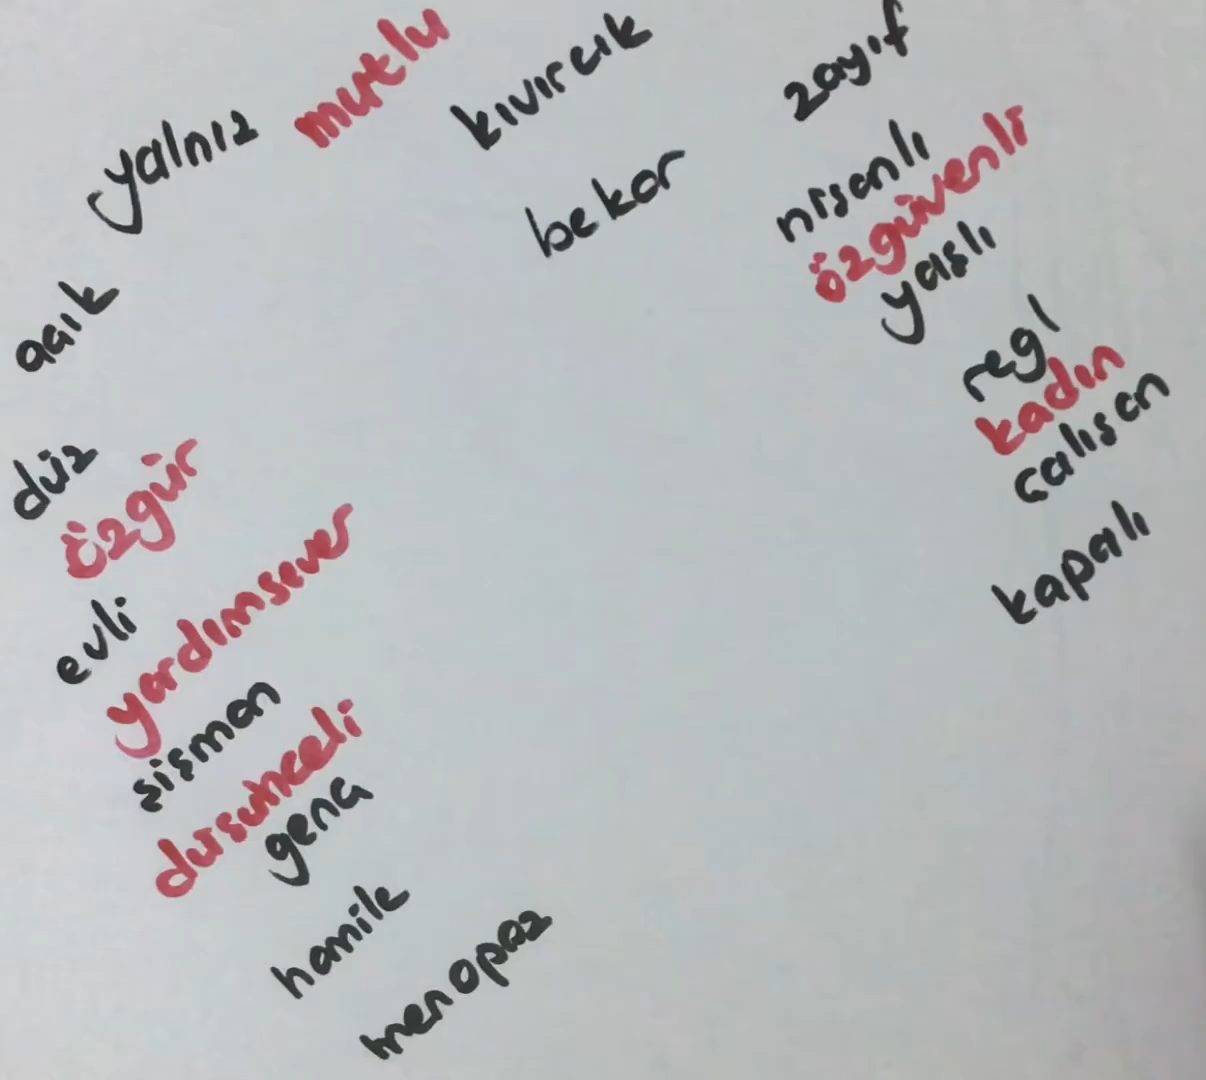 yalnız
mutlu
kıvırcık
zayıf
bekar
nişanlı
özgüvenli
yaşlı
açık
regl
kadın
çalışan
düz
özgür
kapalı
evli
yardımsever
şişman
düşünceli
genç
hamile
menopoz